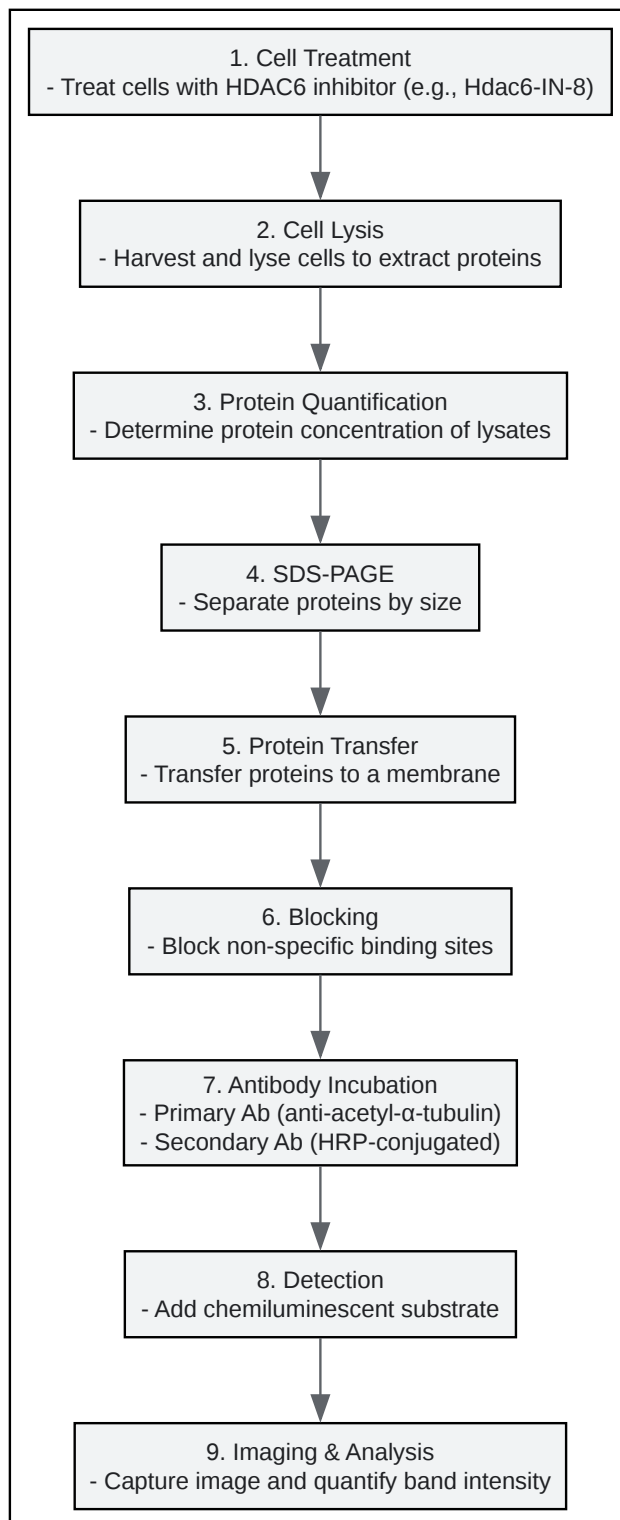 1. Cell Treatment
- Treat cells with HDAC6 inhibitor (e.g., Hdac6-IN-8)
2. Cell Lysis
- Harvest and lyse cells to extract proteins
3. Protein Quantification
- Determine protein concentration of lysates
4. SDS-PAGE
- Separate proteins by size
5. Protein Transfer
- Transfer proteins to a membrane
6. Blocking
- Block non-specific binding sites
7. Antibody Incubation
- Primary Ab (anti-acetyl-α-tubulin)
- Secondary Ab (HRP-conjugated)
8. Detection
- Add chemiluminescent substrate
9. Imaging & Analysis
- Capture image and quantify band intensity